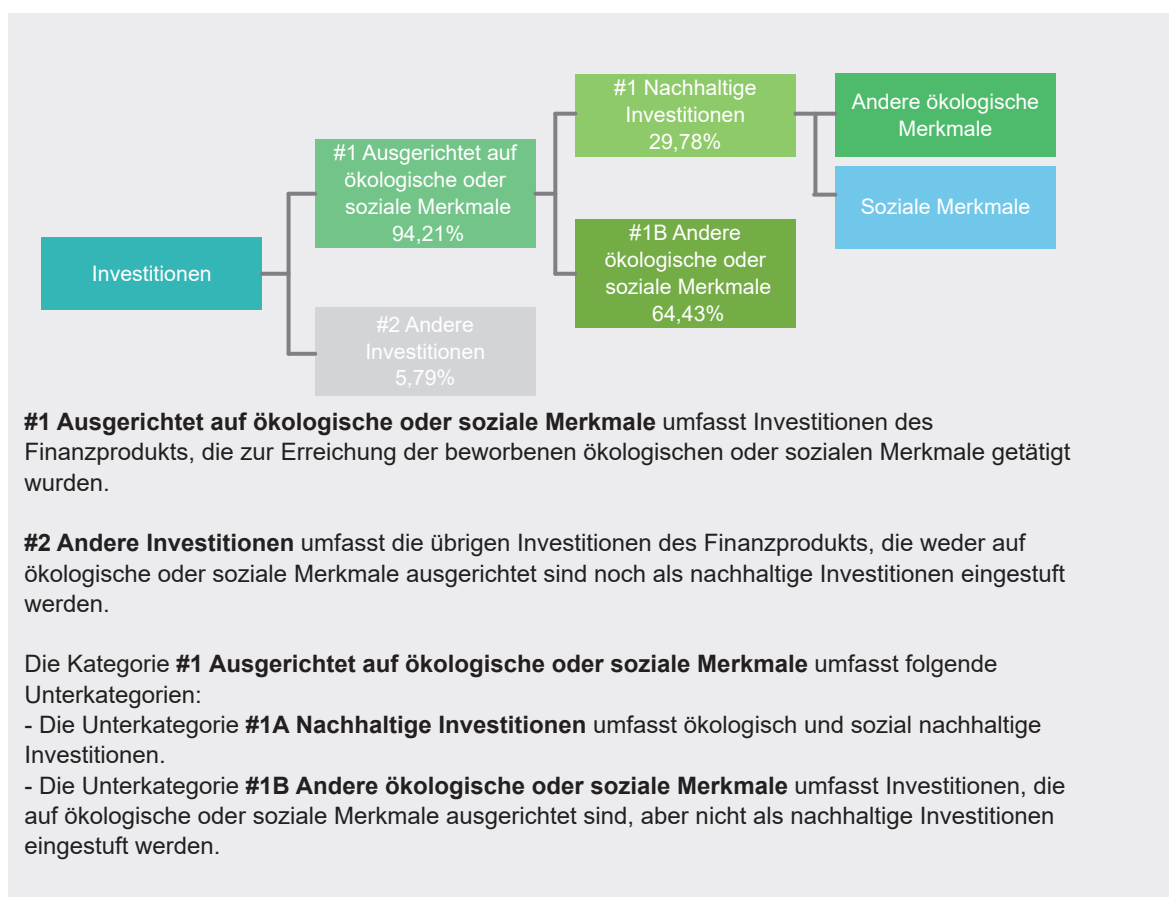 #1 Nachhaltige
Investitionen
29,78%
Andere ökologische
Merkmale
#1 Ausgerichtet auf
ökologische oder
soziale Merkmale
94,21%
Soziale Merkmale
#1B Andere
ökologische oder
soziale Merkmale
64,43%
Investitionen
#2 Andere
Investitionen
5,79%
#1 Ausgerichtet auf ökologische oder soziale Merkmale umfasst Investitionen des
Finanzprodukts, die zur Erreichung der beworbenen ökologischen oder sozialen Merkmale getätigt
wurden.
#2 Andere Investitionen umfasst die übrigen Investitionen des Finanzprodukts, die weder auf
ökologische oder soziale Merkmale ausgerichtet sind noch als nachhaltige Investitionen eingestuft
werden.
Die Kategorie #1 Ausgerichtet auf ökologische oder soziale Merkmale umfasst folgende
Unterkategorien:
- Die Unterkategorie #1A Nachhaltige Investitionen umfasst ökologisch und sozial nachhaltige
Investitionen.
- Die Unterkategorie #1B Andere ökologische oder soziale Merkmale umfasst Investitionen, die
auf ökologische oder soziale Merkmale ausgerichtet sind, aber nicht als nachhaltige Investitionen
eingestuft werden.